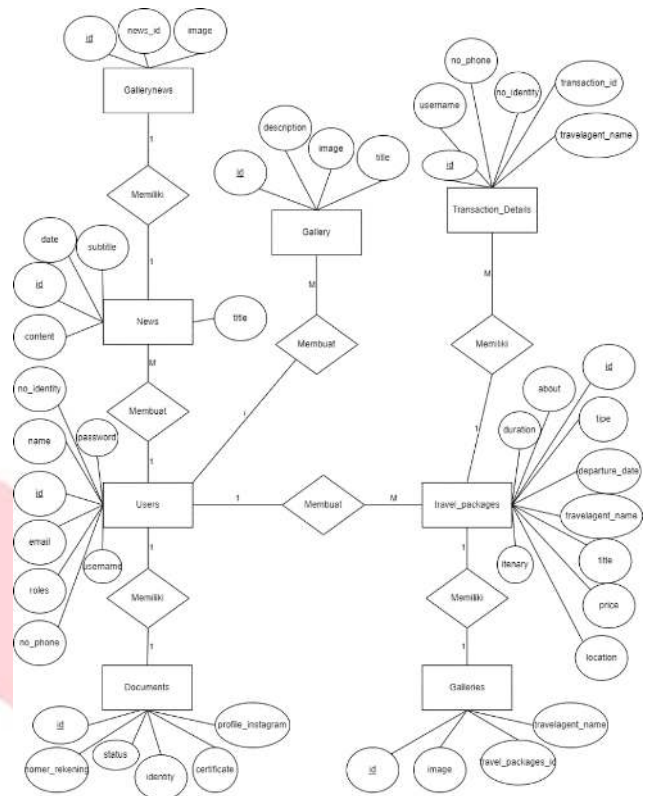 id
news_id
image
Gallerynews
1
Memiliki
1
date
subtitle
id
content
News
title
M
Membuat
1
no_identity
name
password
id
email
username
roles
no_phone
Users
1
Memiliki
1
Documents
id
nomer_rekening
status
identity
certificate
profile_instagram
id
description
image
title
Gallery
M
Membuat
1
Membuat
M
no_phone
username
no_identity
transaction_id
id
travelagent_name
Transaction_Details
M
Memiliki
1
about
id
duration
tipe
departure_date
travelagent_name
travel_packages
itenary
title
price
location
1
Memiliki
1
Galleries
id
image
travel_packages_id
travelagent_name